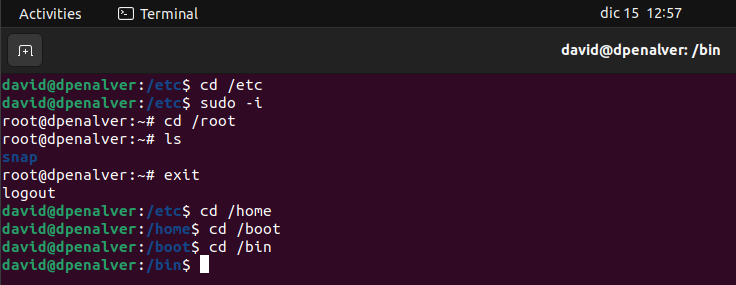 Activities
Terminal
dic 15 12:57
david@dpenalver: /bin
david@dpenalver:/etc$ cd /etc
david@dpenalver:/etc$ sudo -i
root@dpenalver:~# cd /root
root@dpenalver:~# ls
snap
root@dpenalver:~# exit
logout
david@dpenalver:/etc$ cd /home
david@dpenalver:/home$ cd /boot
david@dpenalver:/boot$ cd /bin
david@dpenalver:/bin$